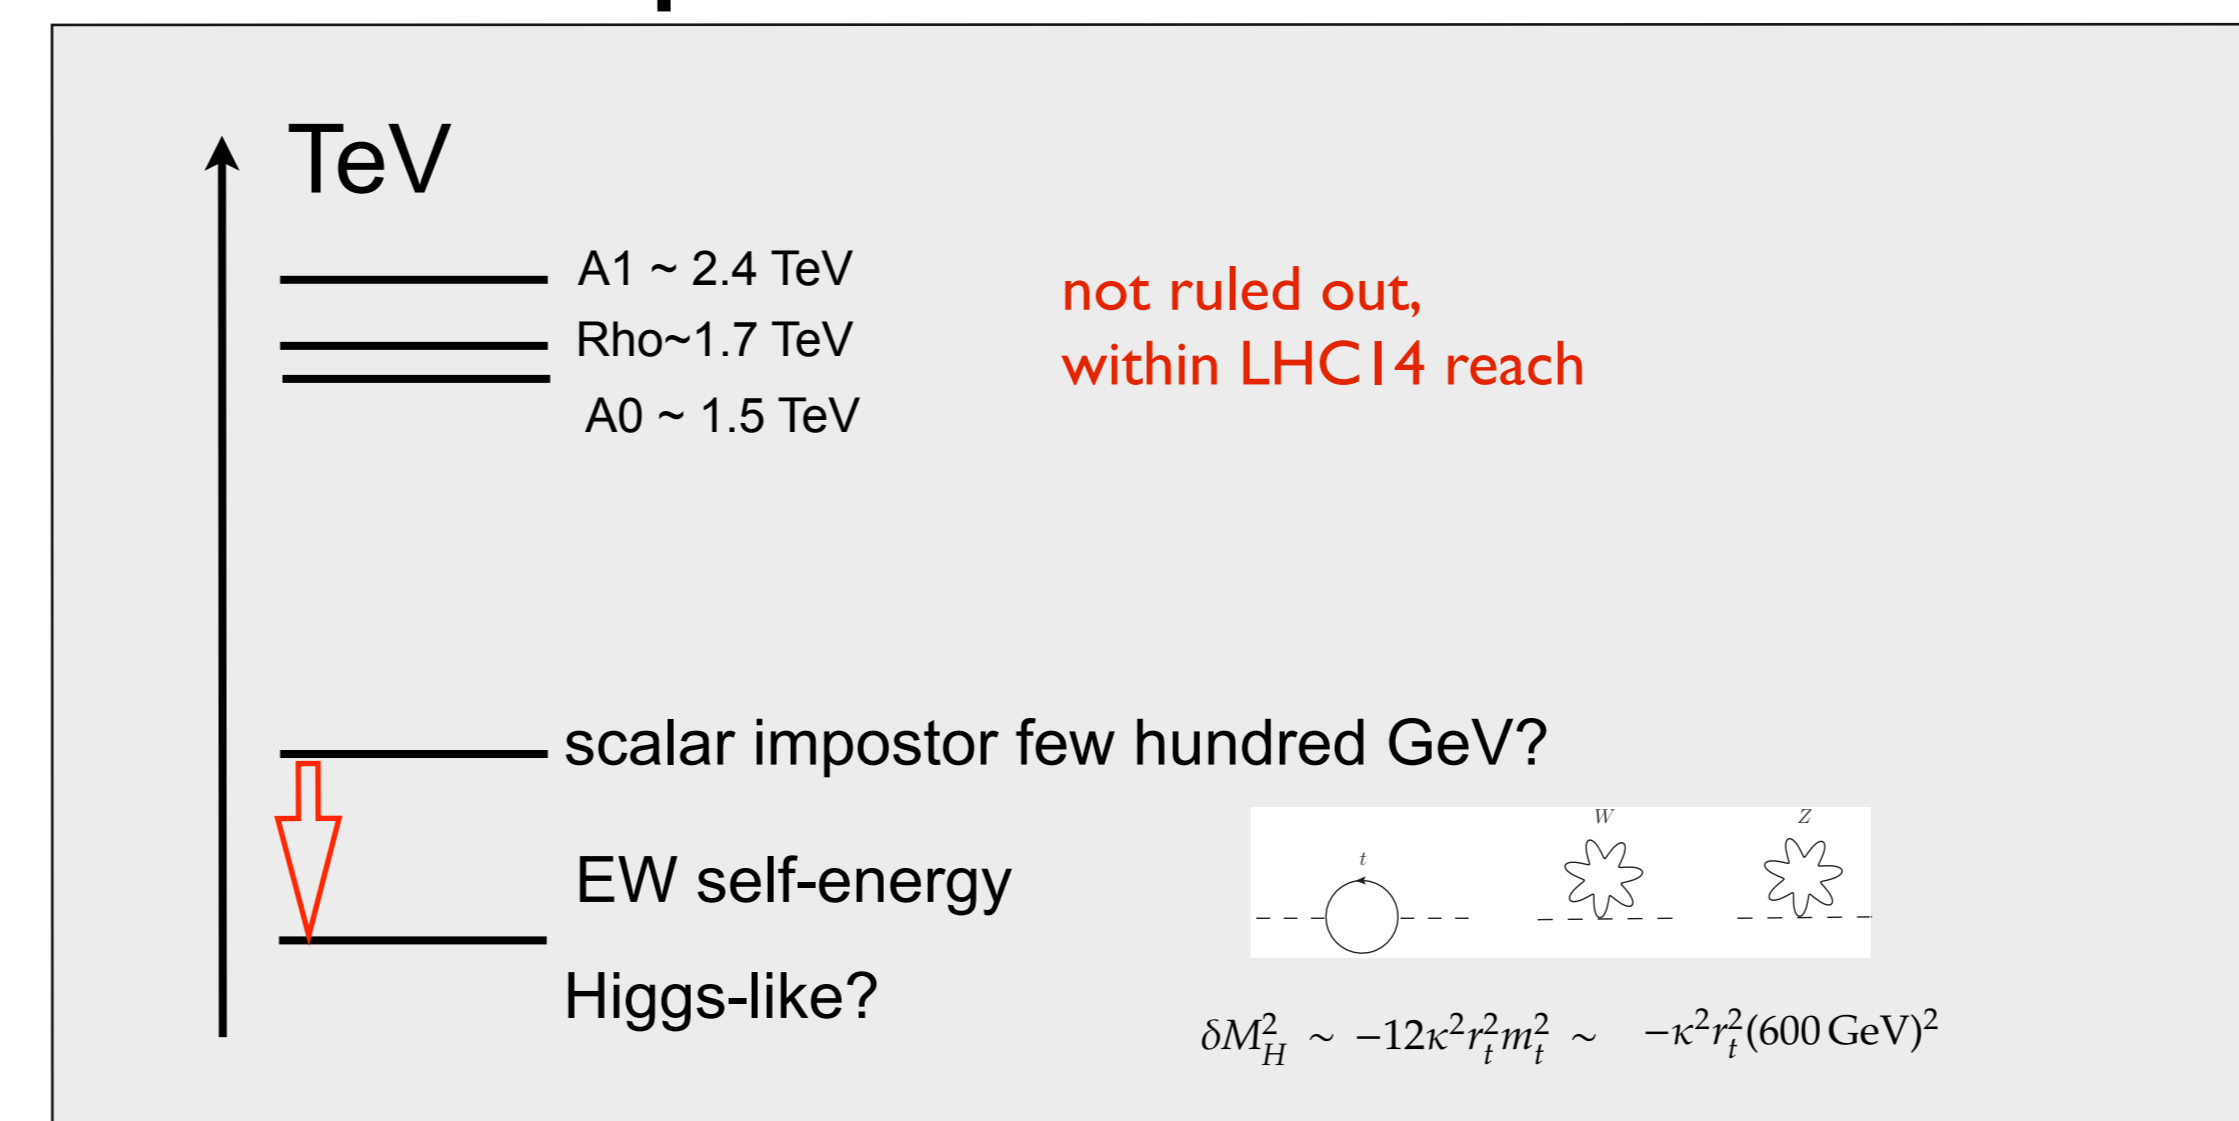 TeV
A1 ~ 2.4 TeV
Rho~1.7 TeV
A0 ~ 1.5 TeV
not ruled out,
within LHC14 reach
scalar impostor few hundred GeV?
EW self-energy
Higgs-like?
t
W
Z
δM_H^2 ∼ −12κ^2r_t^2m_t^2 ∼ −κ^2r_t^2(600 GeV)^2